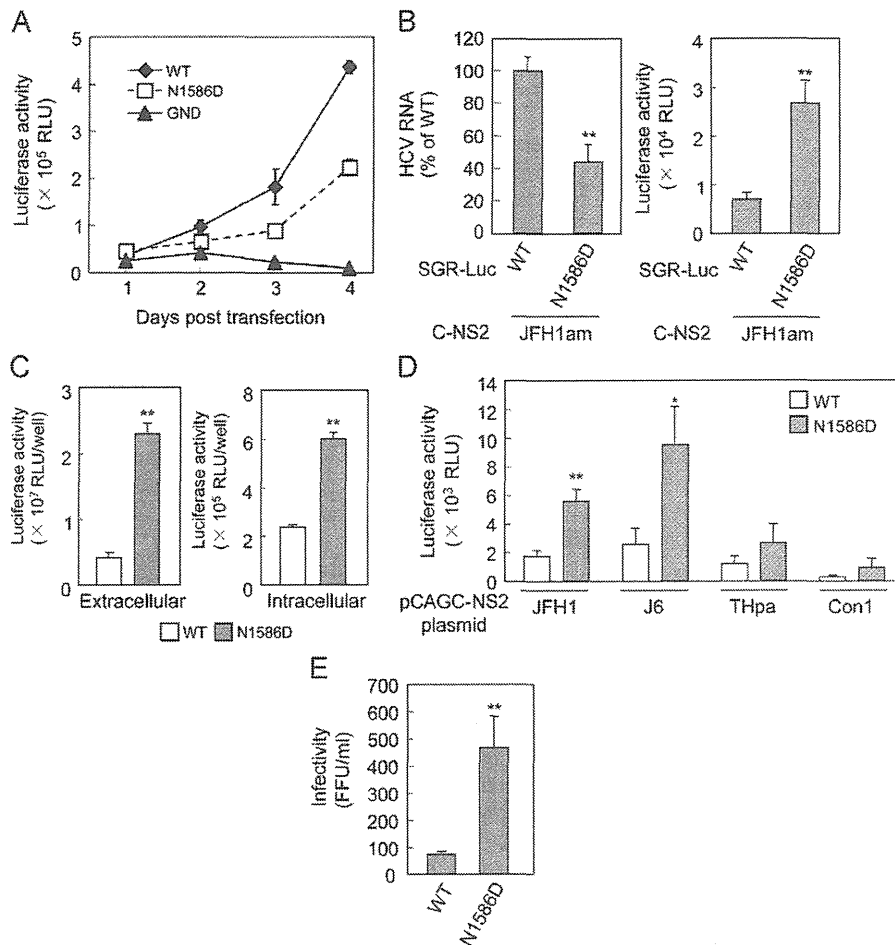 A
Luciferase activity
(× 10⁵ RLU)
5
4
3
2
1
0
WT
N1586D
GND
1 2 3 4
Days post transfection
B
HCV RNA
(% of WT)
120
100
80
60
40
20
0
**
SGR-Luc
WT
N1586D
C-NS2
JFH1am
Luciferase activity
(× 10⁴ RLU)
4
3
2
1
0
**
SGR-Luc
WT
N1586D
C-NS2
JFH1am
C
Luciferase activity
(× 10⁷ RLU/well)
3
2
1
0
**
Extracellular
Luciferase activity
(× 10⁵ RLU/well)
8
6
4
2
0
**
Intracellular
WT N1586D
D
Luciferase activity
(× 10³ RLU)
14
12
10
8
6
4
2
0
WT
N1586D
**
*
pCAGC-NS2
plasmid
JFH1 J6 THpa Con1
E
Infectivity
(FFU/ml)
700
600
500
400
300
200
100
0
**
WT
N1586D